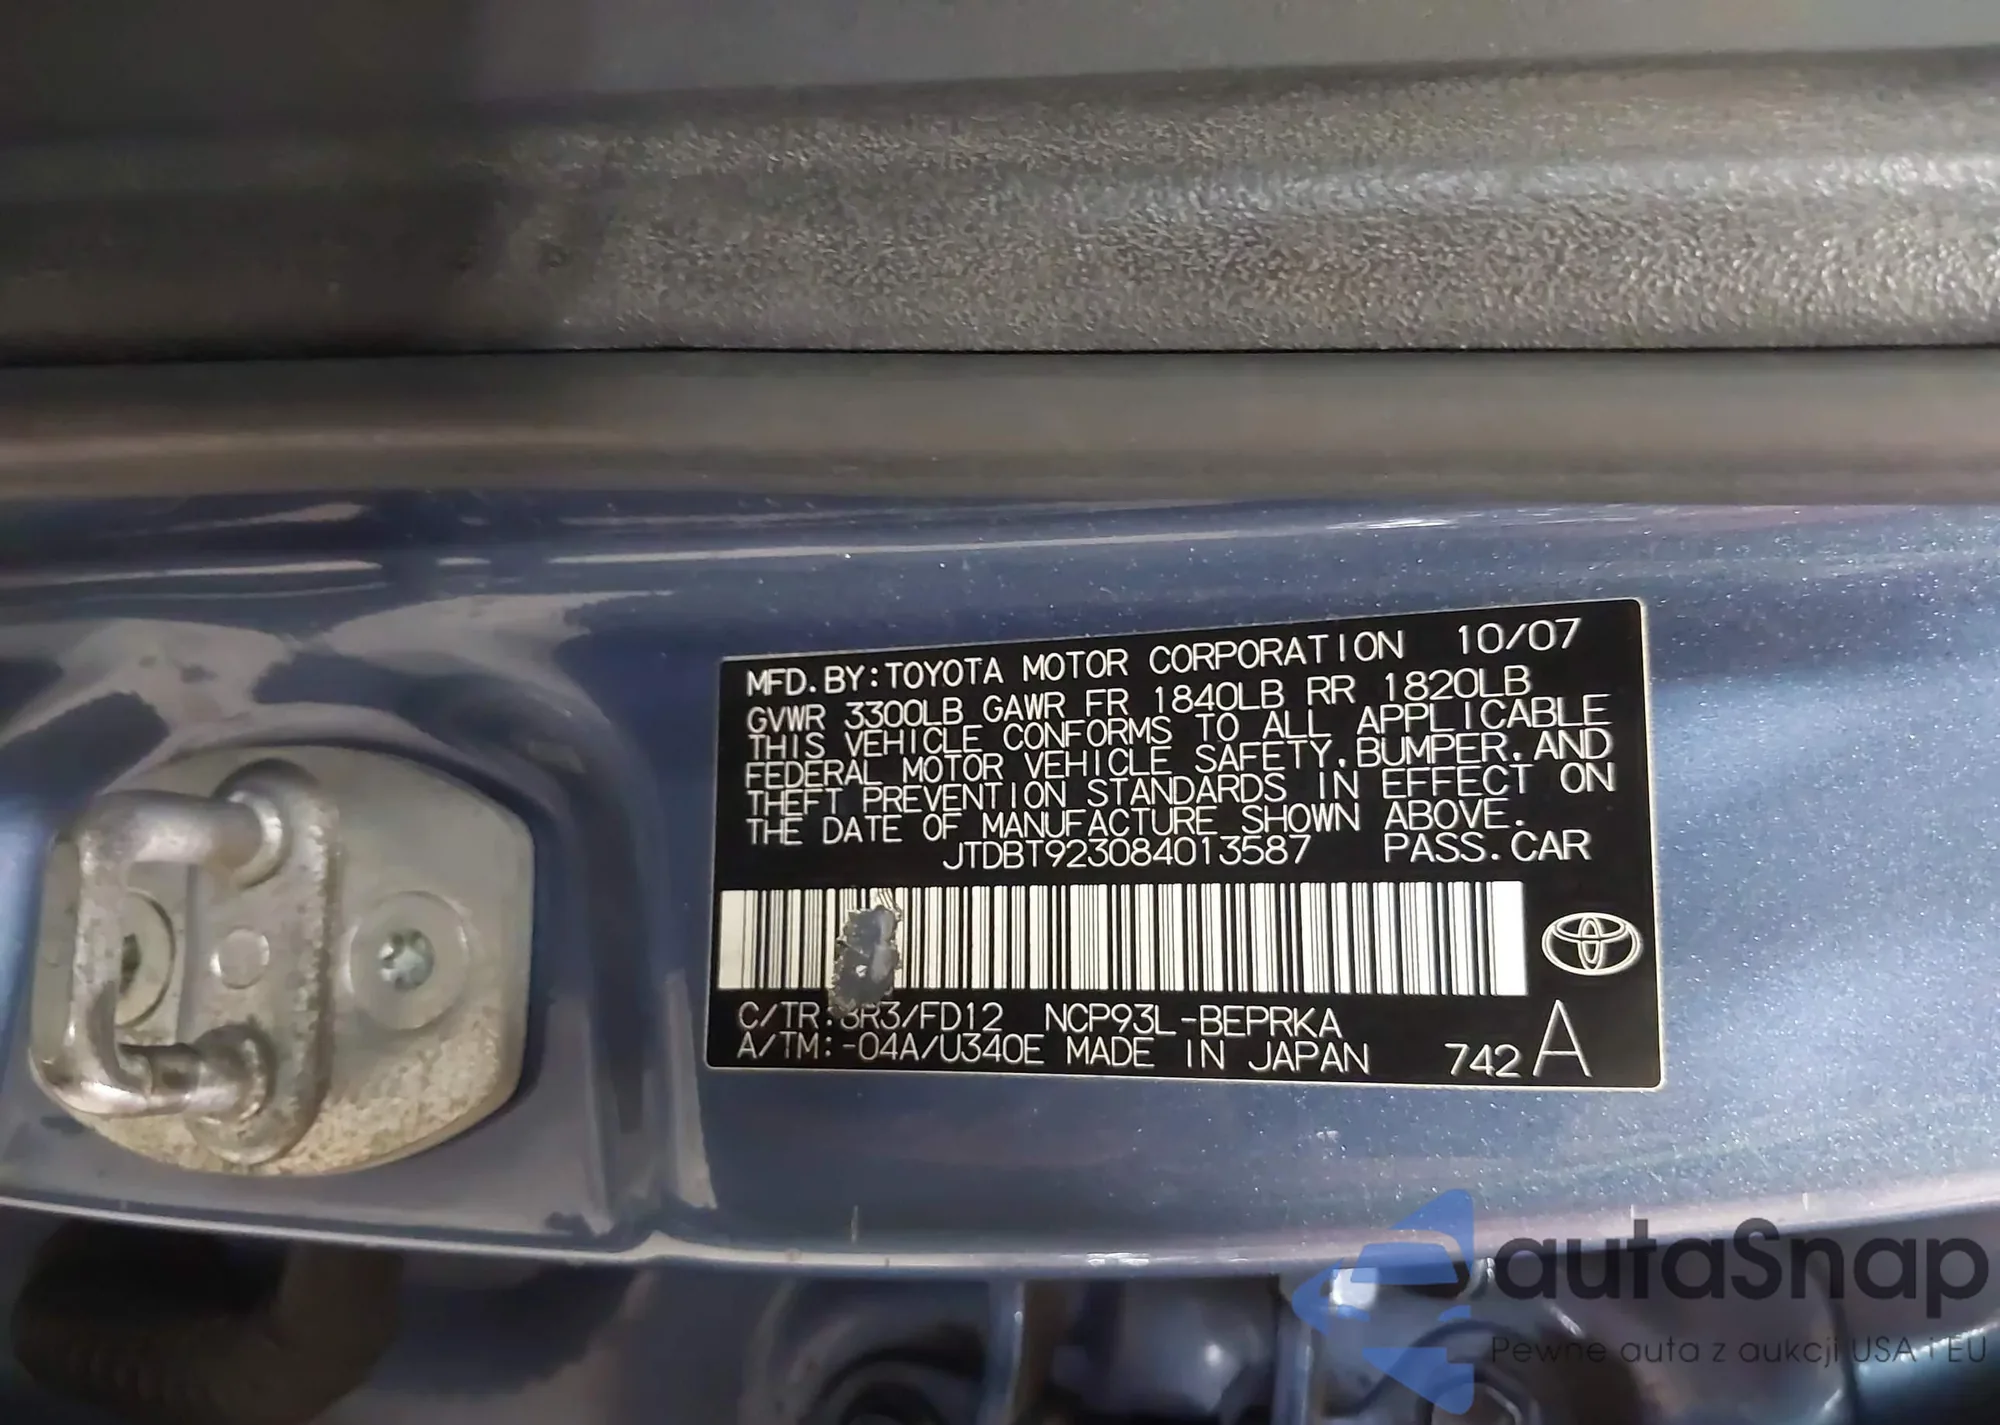 MFD. BY: TOYOTA MOTOR CORPORATION 10/07
GVWR 3300LB GAWR FR 1840LB RR 1820LB
THIS VEHICLE CONFORMS TO ALL APPLICABLE
FEDERAL MOTOR VEHICLE SAFETY, BUMPER, AND
THEFT PREVENTION STANDARDS IN EFFECT ON
THE DATE OF MANUFACTURE SHOWN ABOVE.
JTDBT923084013587 PASS. CAR
C/TR: 8R3/FD12 NCP93L-BEPRKA
A/TM: -04A/U340E MADE IN JAPAN 742 A
autaSnap
Pewne auta z aukcji USA i EU